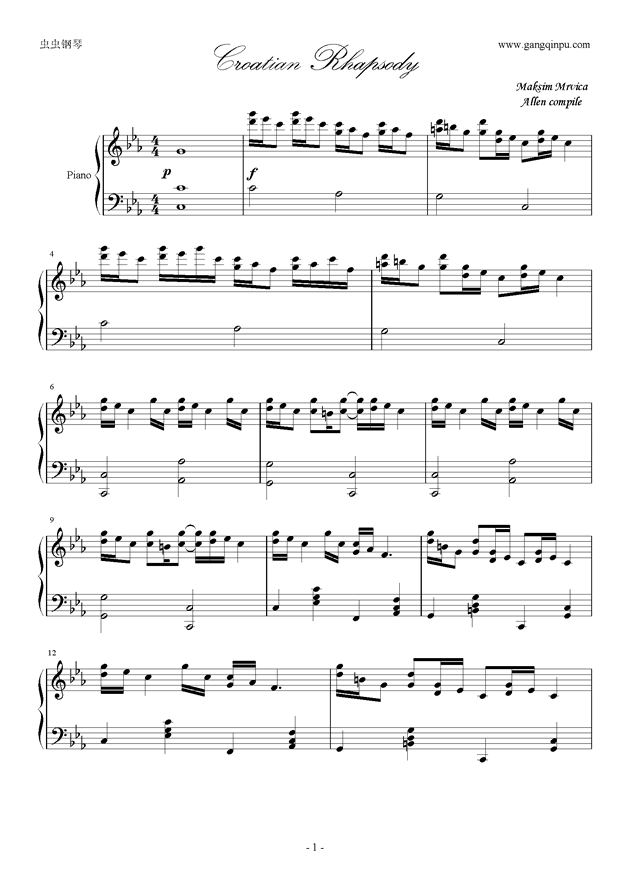 虫虫钢琴
www.gangqinpu.com
Croatian Rhapsody
Maksim Mrvica
Allen compile
Piano
p
f
4
6
9
12
- 1 -